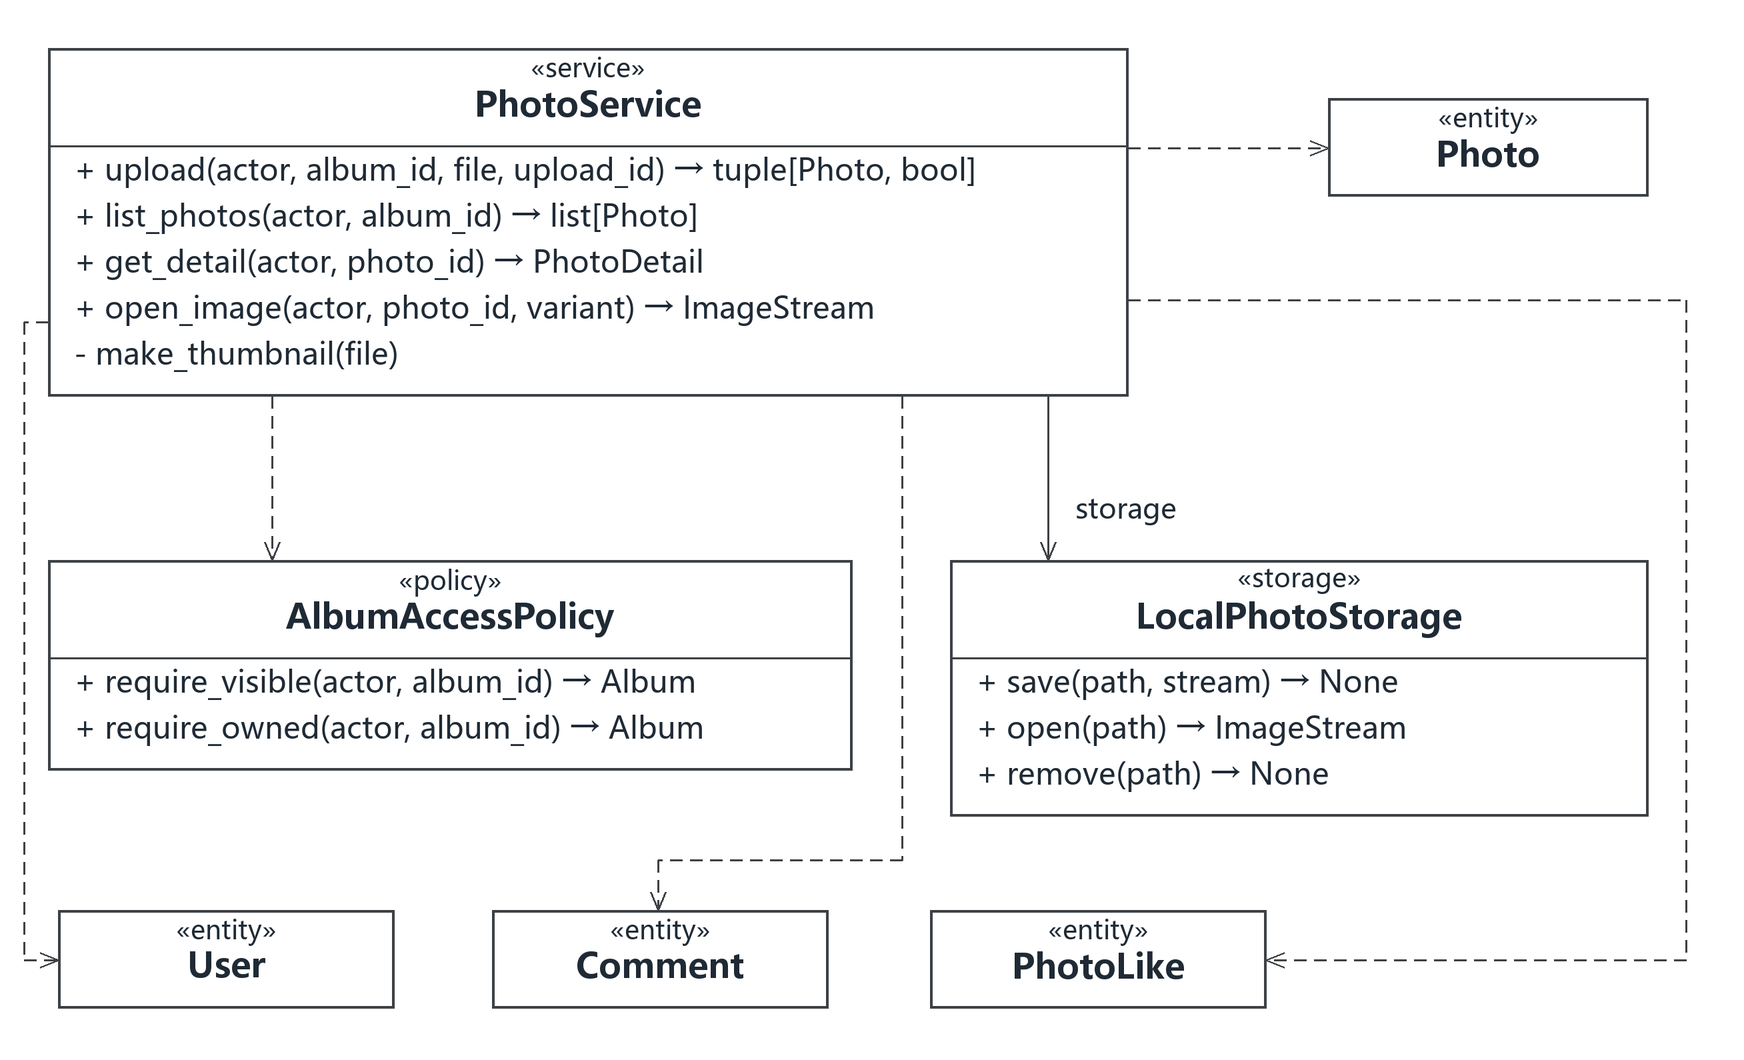 «service»
PhotoService
+ upload(actor, album_id, file, upload_id) → tuple[Photo, bool]
+ list_photos(actor, album_id) → list[Photo]
+ get_detail(actor, photo_id) → PhotoDetail
+ open_image(actor, photo_id, variant) → ImageStream
- make_thumbnail(file)
«entity»
Photo
storage
«policy»
AlbumAccessPolicy
+ require_visible(actor, album_id) → Album
+ require_owned(actor, album_id) → Album
«storage»
LocalPhotoStorage
+ save(path, stream) → None
+ open(path) → ImageStream
+ remove(path) → None
«entity»
User
«entity»
Comment
«entity»
PhotoLike